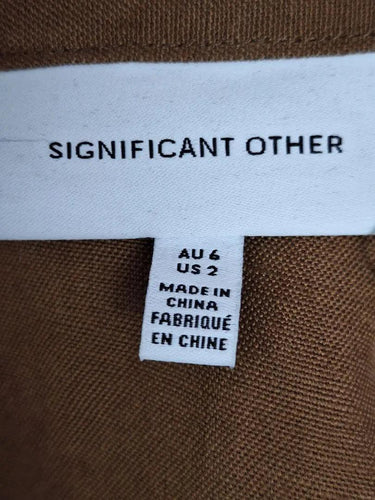 SIGNIFICANT OTHER
AU 6
US 2
MADE IN
CHINA
FABRIQUÉ
EN CHINE